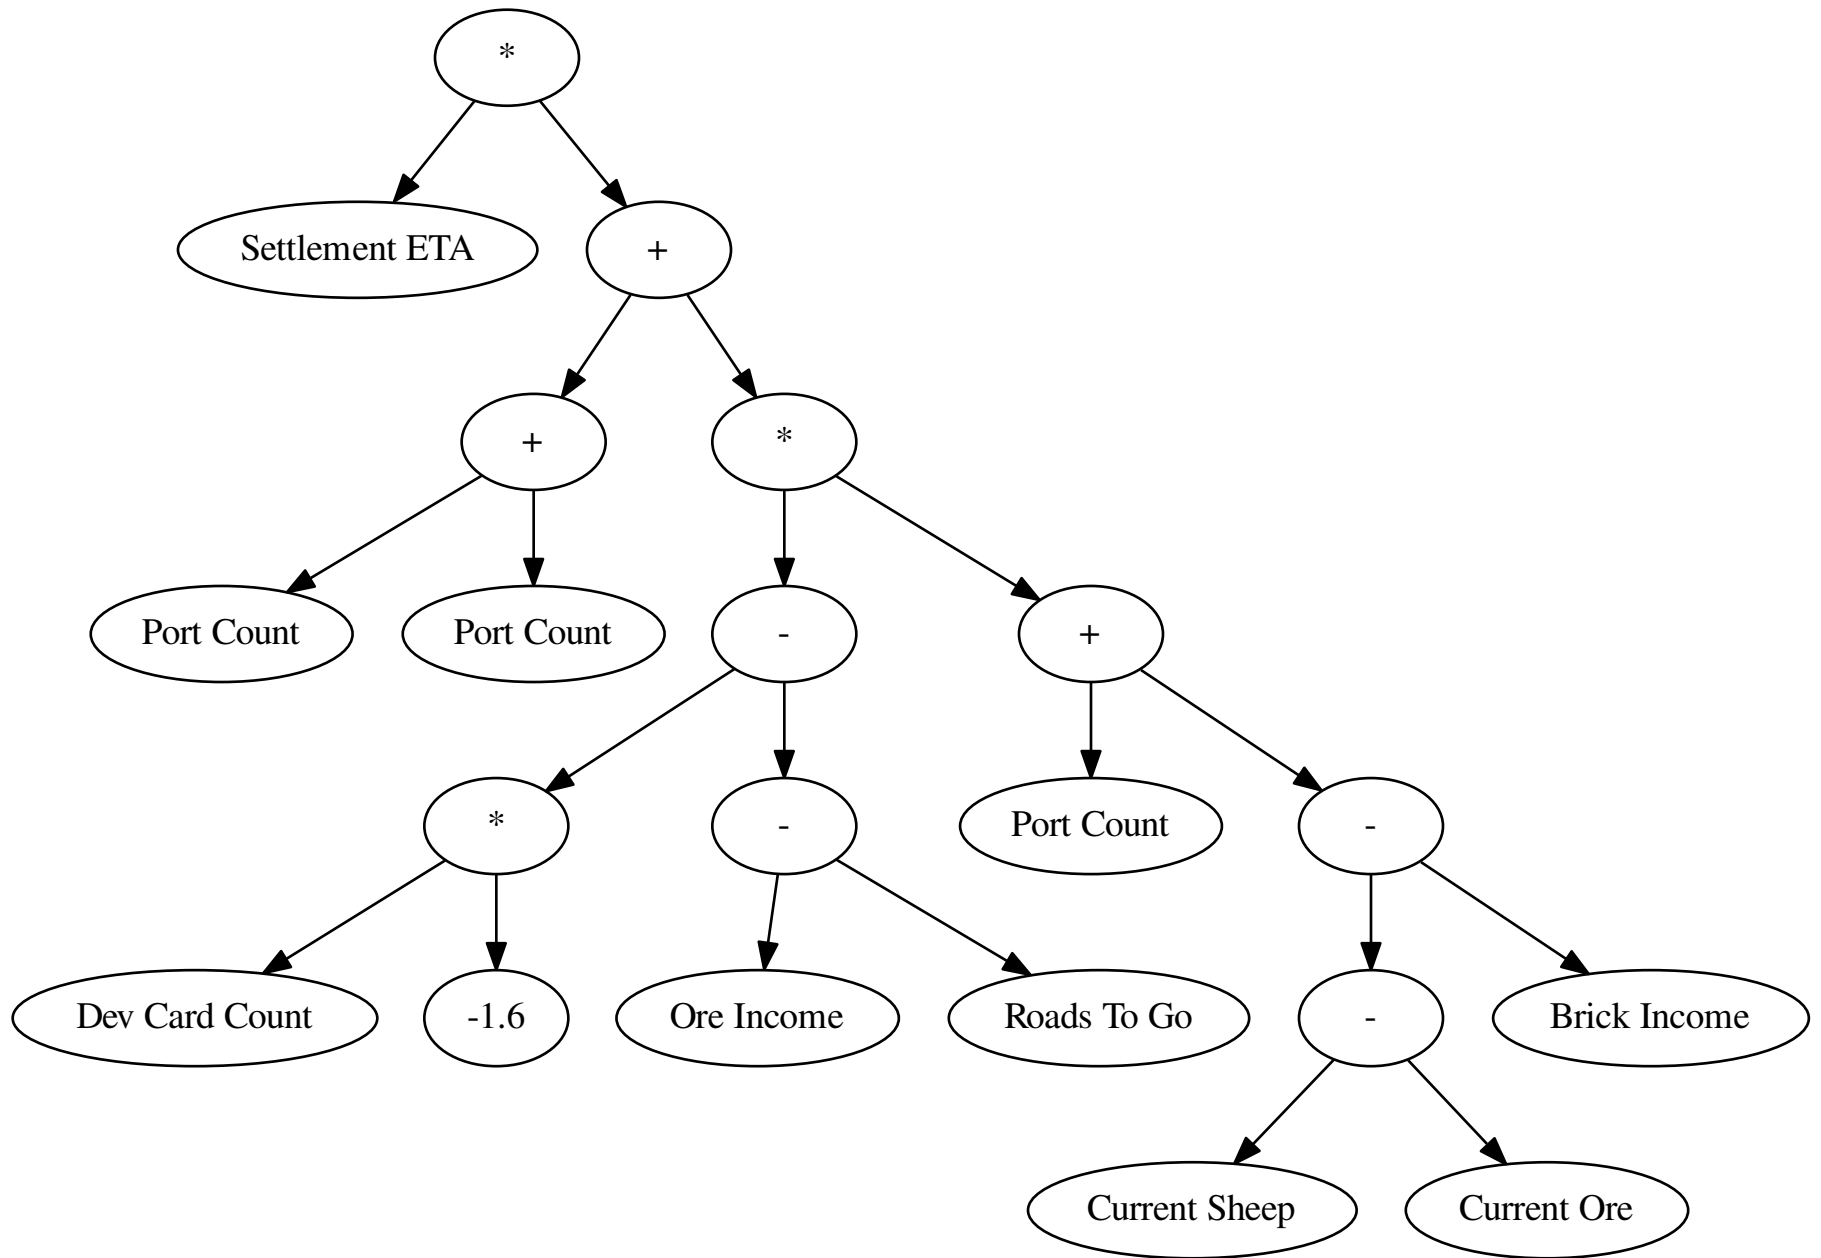 *
Settlement ETA
+
+
*
Port Count
Port Count
-
+
*
-
Port Count
-
Dev Card Count
-1.6
Ore Income
Roads To Go
-
Brick Income
Current Sheep
Current Ore